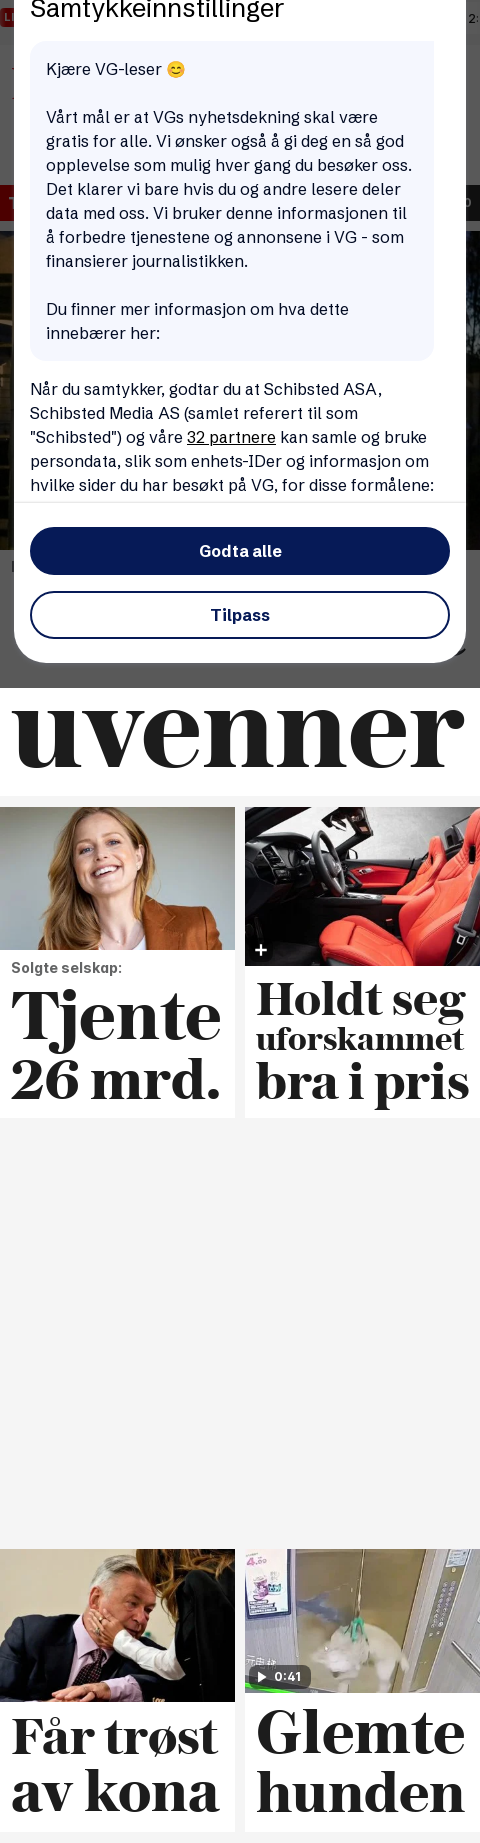 Samtykkeinnstillinger
Kjære VG-leser 😊
Vårt mål er at VGs nyhetsdekning skal være
gratis for alle. Vi ønsker også å gi deg en så god
opplevelse som mulig hver gang du besøker oss.
Det klarer vi bare hvis du og andre lesere deler
data med oss. Vi bruker denne informasjonen til
å forbedre tjenestene og annonsene i VG - som
finansierer journalistikken.
Du finner mer informasjon om hva dette
innebærer her:
Når du samtykker, godtar du at Schibsted ASA,
Schibsted Media AS (samlet referert til som
"Schibsted") og våre 32 partnere kan samle og bruke
persondata, slik som enhets-IDer og informasjon om
hvilke sider du har besøkt på VG, for disse formålene:
Godta alle
Tilpass
uvenner
Solgte selskap:
Tjente
26 mrd.
Holdt seg
uforskammet
bra i pris
Får trøst
av kona
0:41
Glemte
hunden